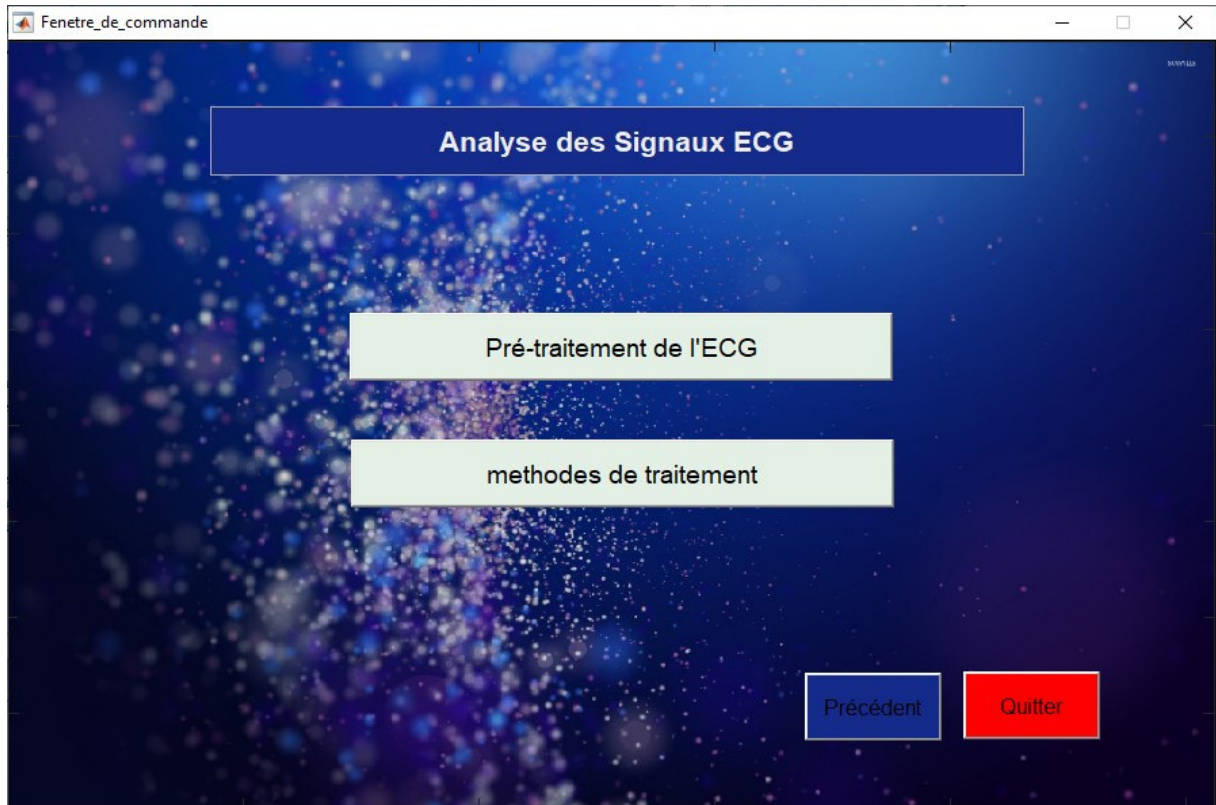 Fenetre_de_commande
Analyse des Signaux ECG
Pré-traitement de l'ECG
methodes de traitement
Précédent
Quitter